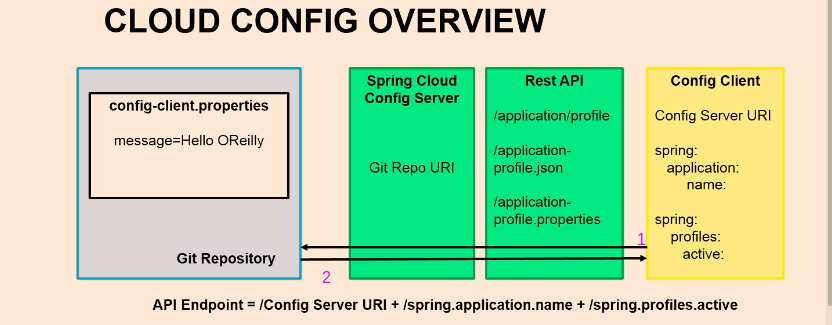 CLOUD CONFIG OVERVIEW
config-client.properties
message=Hello OReilly
Git Repository
Spring Cloud
Config Server
Git Repo URI
Rest API
/application/profile
/application-
profile.json
/application-
profile.properties
Config Client
Config Server URI
spring:
application:
name:
spring:
profiles:
active:
1
2
API Endpoint = /Config Server URI + /spring.application.name + /spring.profiles.active